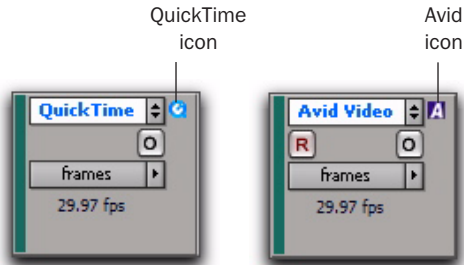 QuickTime
icon
Avid
icon
QuickTime
O
frames
29.97 fps
Avid Video
A
R
O
frames
29.97 fps